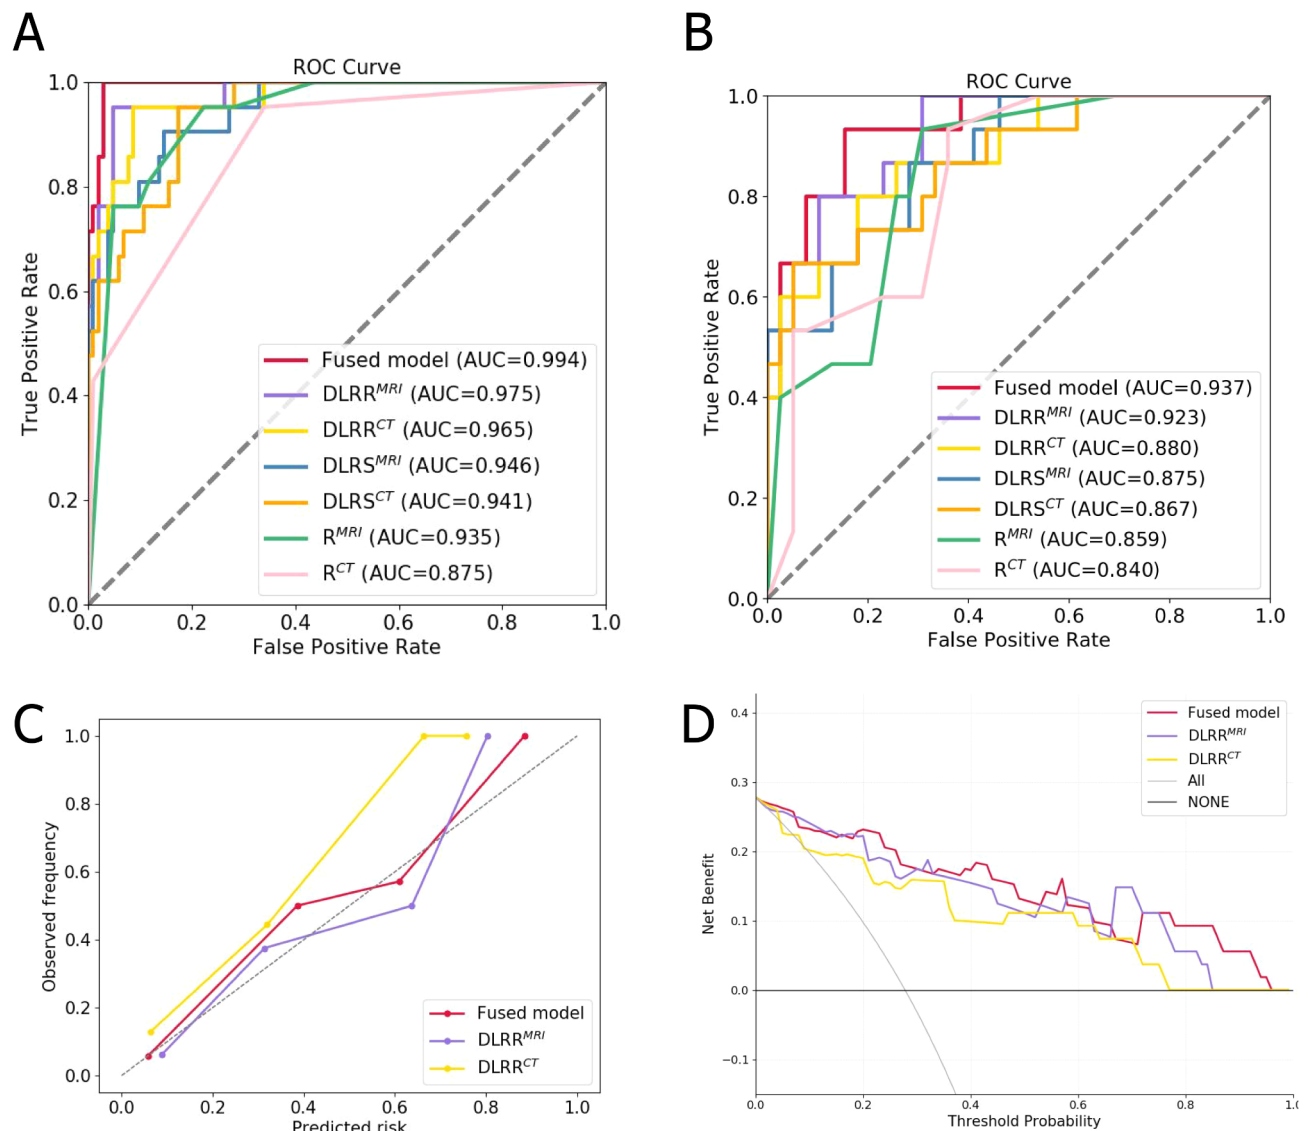 A
ROC Curve
1.0
0.8
0.6
0.4
0.2
0.0
True Positive Rate
Fused model (AUC=0.994)
DLRR^MRI (AUC=0.975)
DLRR^CT (AUC=0.965)
DLRS^MRI (AUC=0.946)
DLRS^CT (AUC=0.941)
R^MRI (AUC=0.935)
R^CT (AUC=0.875)
0.0 0.2 0.4 0.6 0.8 1.0
False Positive Rate
B
ROC Curve
1.0
0.8
0.6
0.4
0.2
0.0
True Positive Rate
Fused model (AUC=0.937)
DLRR^MRI (AUC=0.923)
DLRR^CT (AUC=0.880)
DLRS^MRI (AUC=0.875)
DLRS^CT (AUC=0.867)
R^MRI (AUC=0.859)
R^CT (AUC=0.840)
0.0 0.2 0.4 0.6 0.8 1.0
False Positive Rate
C
1.0
0.8
0.6
0.4
0.2
0.0
Observed frequency
Fused model
DLRR^MRI
DLRR^CT
0.0 0.2 0.4 0.6 0.8 1.0
Predicted risk
D
0.4
0.3
0.2
0.1
0.0
−0.1
Net Benefit
Fused model
DLRR^MRI
DLRR^CT
All
NONE
0.0 0.2 0.4 0.6 0.8 1.0
Threshold Probability